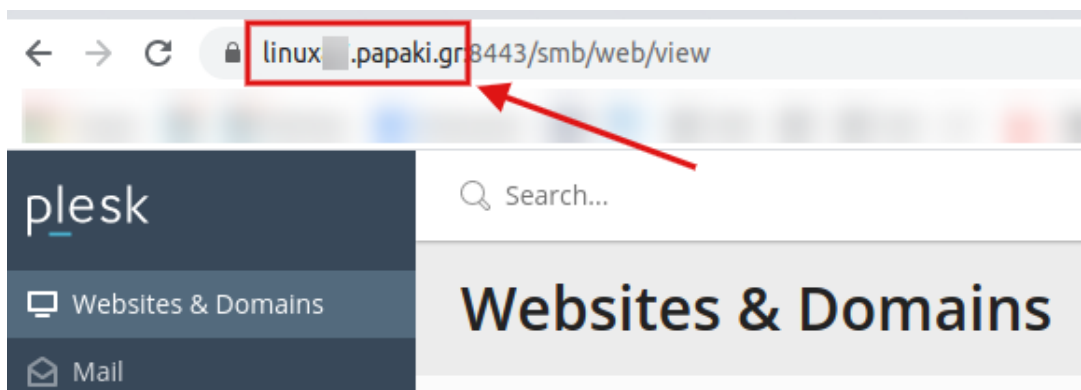 linux .papaki.gr:8443/smb/web/view
plesk
Search...
Websites & Domains
Mail
Websites & Domains